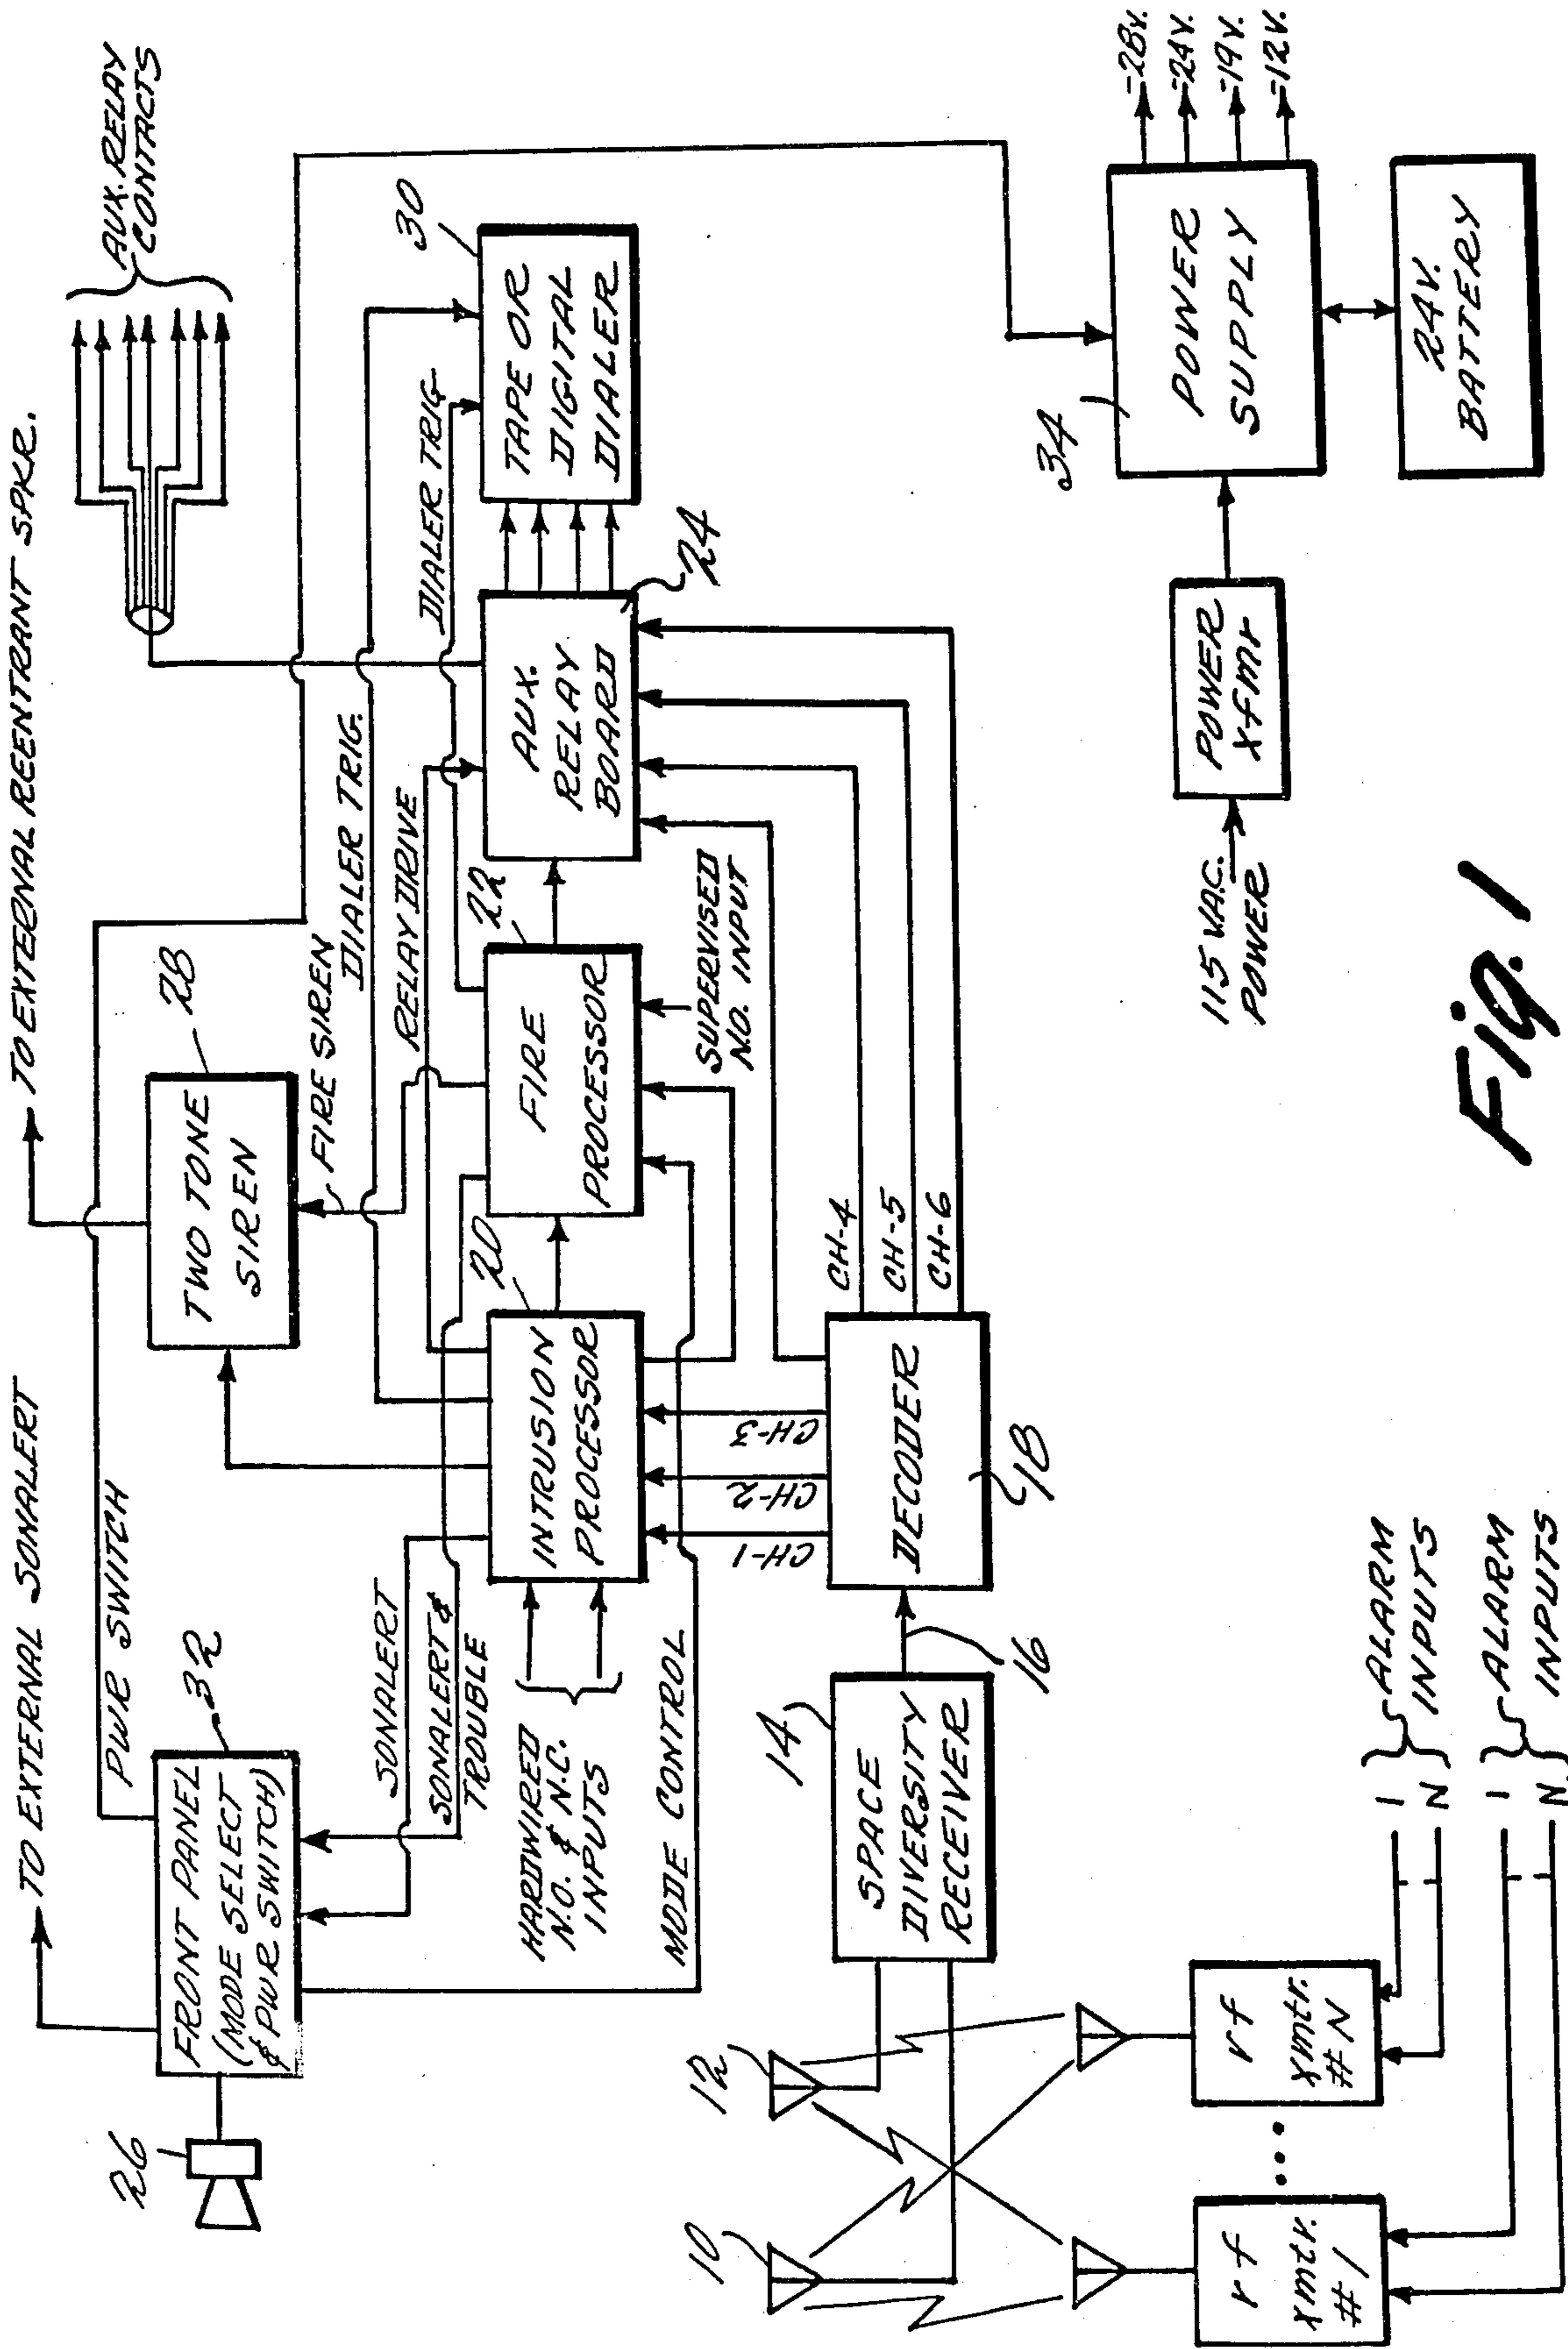 TO EXTERNAL SONALERT
TO EXTERNAL REENTRANT SPKR.
PWR SWITCH
AUX. RELAY
CONTACTS
26
32
FRONT PANEL
(MODE SELECT
& PWR SWITCH)
28
TWO TONE
SIREN
FIRE SIREN
DIALER TRIG.
RELAY DRIVE
DIALER TRIG.
SONALERT
SONALERT &
TROUBLE
HARDWIRED
N.O. & N.C.
INPUTS
MODE CONTROL
20
INTRUSION
PROCESSOR
22
FIRE
PROCESSOR
SUPERVISED
N.O. INPUT
24
AUX.
RELAY
BOARD
30
TAPE OR
DIGITAL
DIALER
CH-1
CH-2
CH-3
CH-4
CH-5
CH-6
10
12
14
SPACE
DIVERSITY
RECEIVER
16
18
DECODER
rf
xmtr.
#1
...
rf
xmtr.
#N
1
N
ALARM
INPUTS
1
N
ALARM
INPUTS
115 V.A.C.
POWER
POWER
xfmr
34
POWER
SUPPLY
-28V.
-24V.
-19V.
-12V.
24V.
BATTERY
Fig. 1